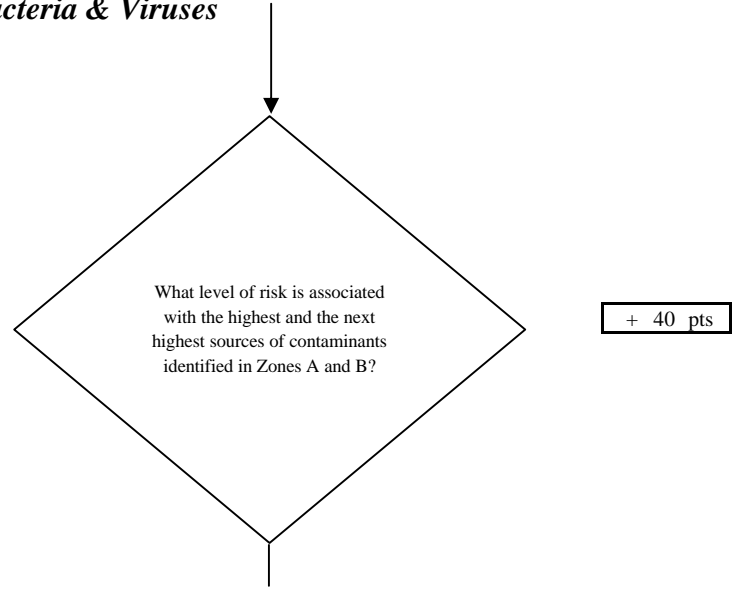 & Viruses
What level of risk is associated
with the highest and the next
highest sources of contaminants
identified in Zones A and B?
+ 40 pts